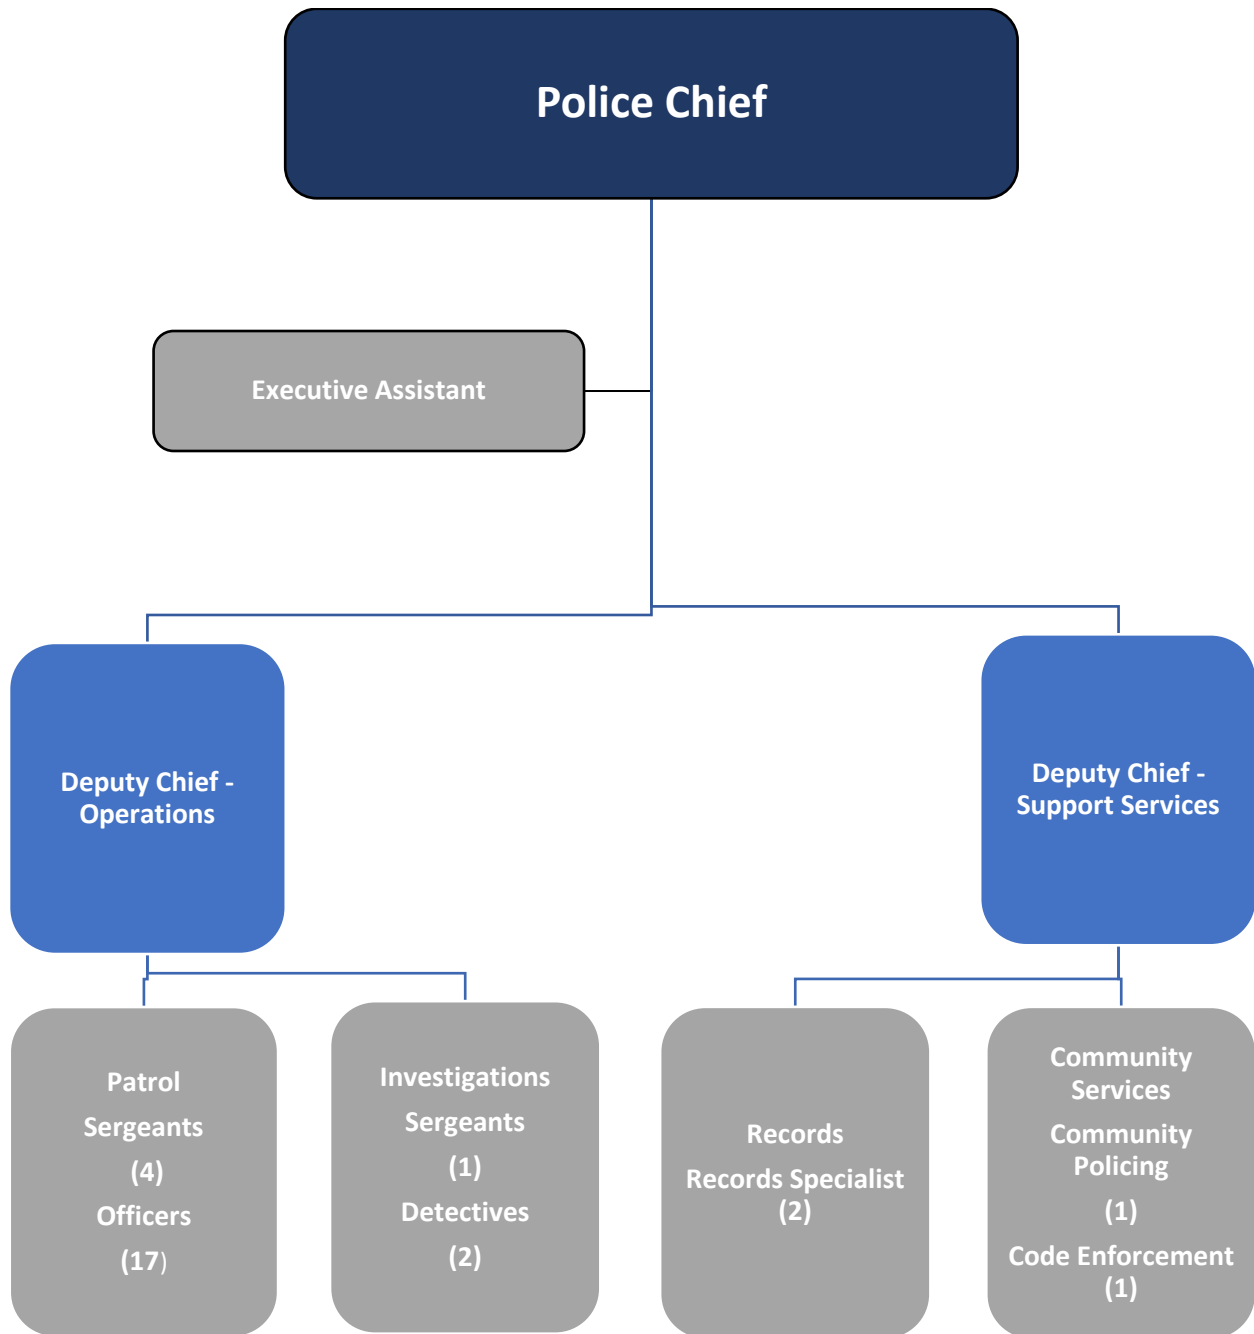 Police Chief
Executive Assistant
Deputy Chief -
Operations
Deputy Chief -
Support Services
Patrol
Sergeants
(4)
Officers
(17)
Investigations
Sergeants
(1)
Detectives
(2)
Records
Records Specialist
(2)
Community
Services
Community
Policing
(1)
Code Enforcement
(1)